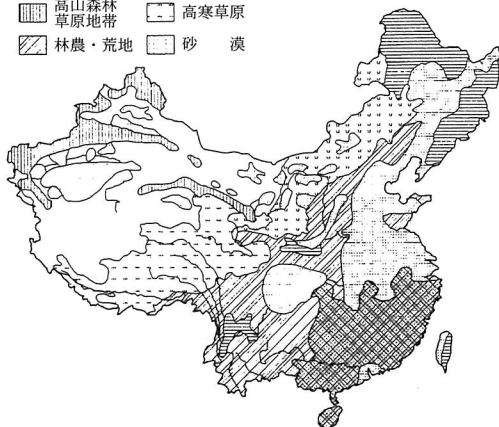 高山森林
草原地帯
高寒草原
林農・荒地
砂　　漠